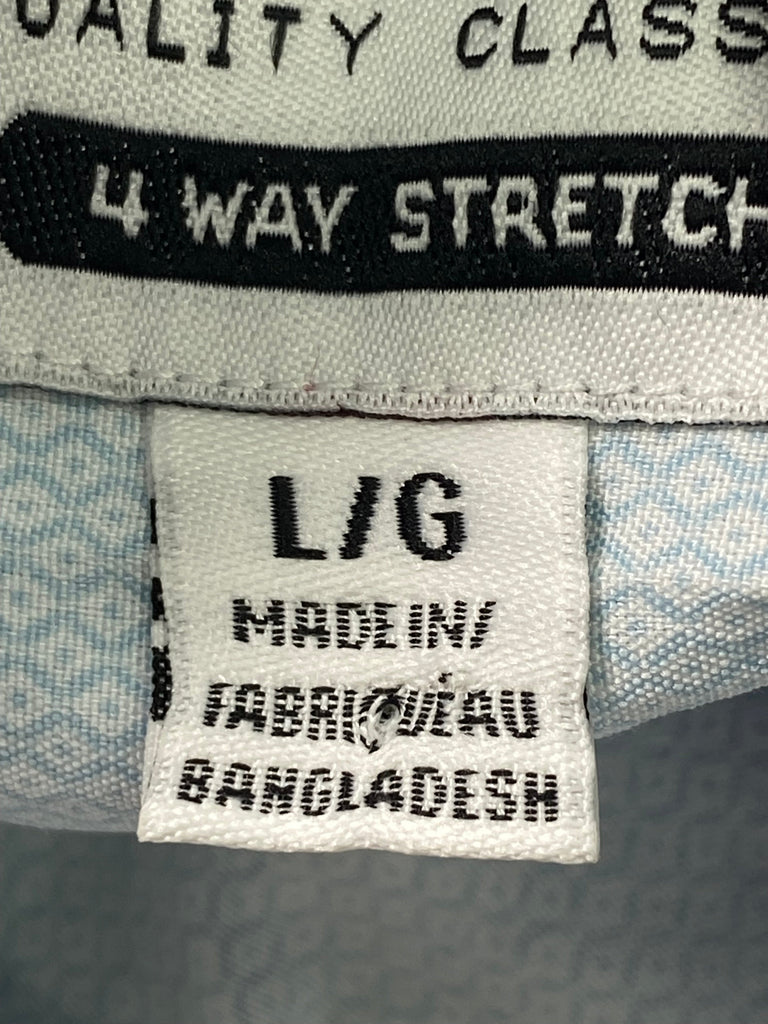 UALITY CLASS
4 WAY STRETCH
L/G
MADE IN/
FABRIQUÉ AU
BANGLADESH